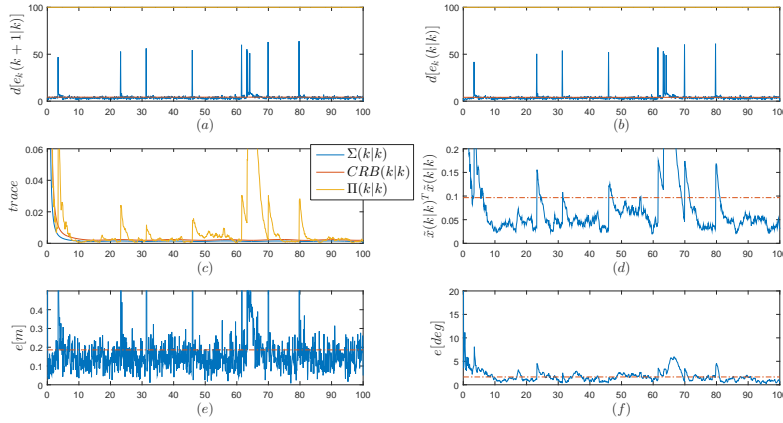 d[e_k(k + 1|k)]
100
50
0
0 10 20 30 40 50 60 70 80 90 100
(a)
d[e_k(k|k)]
100
50
0
0 10 20 30 40 50 60 70 80 90 100
(b)
trace
0.06
0.04
0.02
0
0 10 20 30 40 50 60 70 80 90 100
(c)
Σ(k|k)
CRB(k|k)
Π(k|k)
x̃(k|k)^T x̃(k|k)
0.2
0.15
0.1
0.05
0
0 10 20 30 40 50 60 70 80 90 100
(d)
e[m]
0.4
0.3
0.2
0.1
0
0 10 20 30 40 50 60 70 80 90 100
(e)
e[deg]
20
15
10
5
0
0 10 20 30 40 50 60 70 80 90 100
(f)